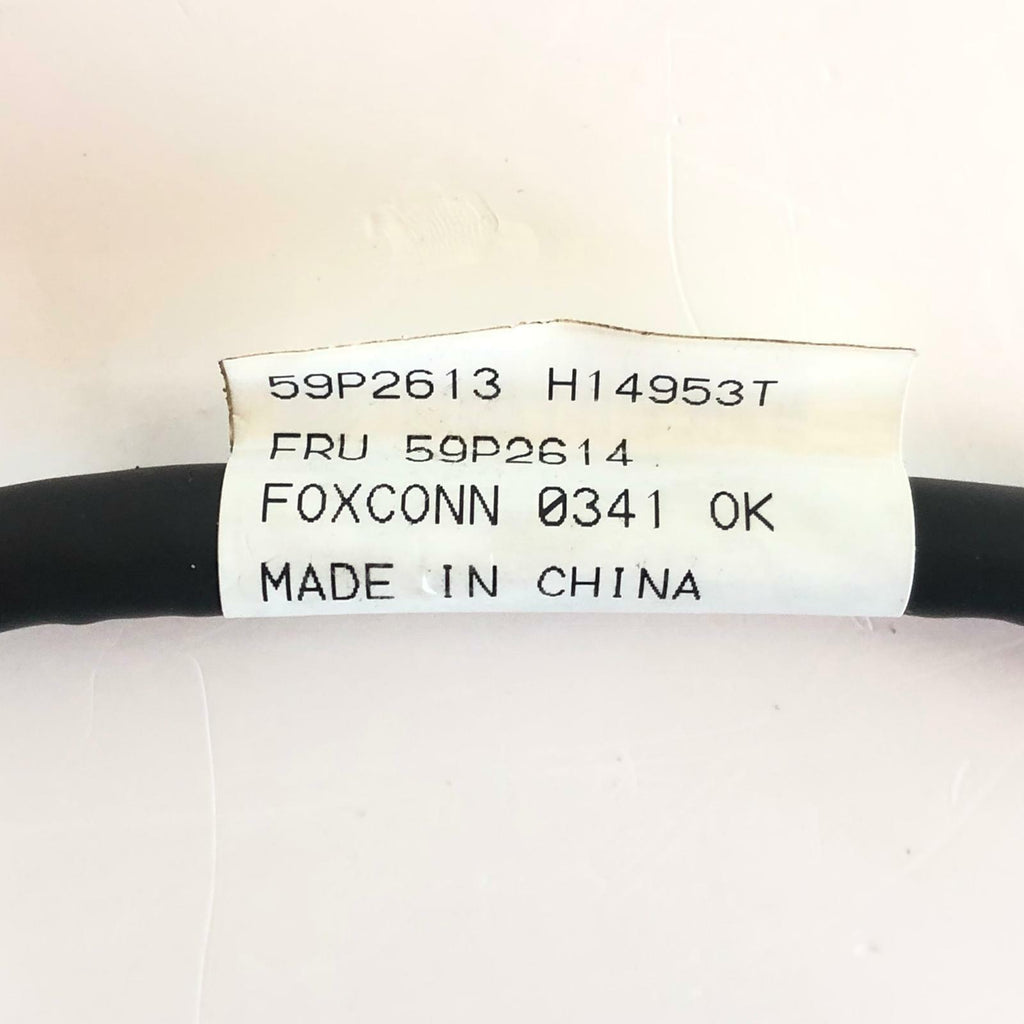 59P2613 H14953T
FRU 59P2614
FOXCONN 0341 OK
MADE IN CHINA